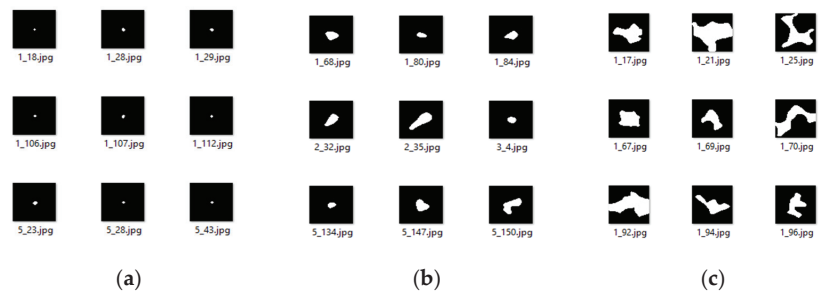 1_18.jpg 1_28.jpg 1_29.jpg 1_68.jpg 1_80.jpg 1_84.jpg 1_17.jpg 1_21.jpg 1_25.jpg
1_106.jpg 1_107.jpg 1_112.jpg 2_32.jpg 2_35.jpg 3_4.jpg 1_67.jpg 1_69.jpg 1_70.jpg
5_23.jpg 5_28.jpg 5_43.jpg 5_134.jpg 5_147.jpg 5_150.jpg 1_92.jpg 1_94.jpg 1_96.jpg
(a) (b) (c)